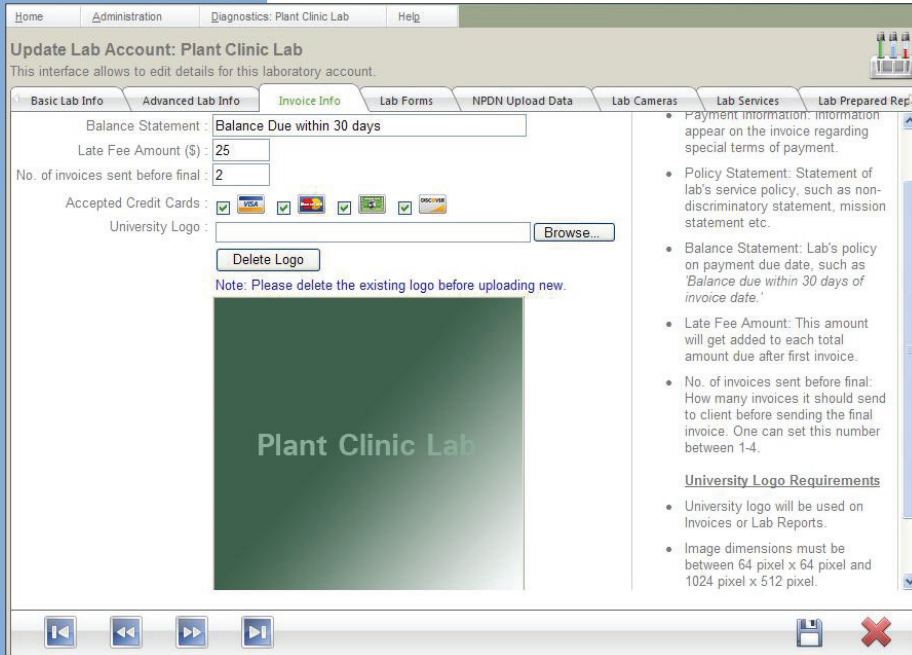 Home Administration Diagnostics: Plant Clinic Lab Help
Update Lab Account: Plant Clinic Lab
This interface allows to edit details for this laboratory account.
Basic Lab Info Advanced Lab Info Invoice Info Lab Forms NPDN Upload Data Lab Cameras Lab Services Lab Prepared Rep
Balance Statement : Balance Due within 30 days
Late Fee Amount ($) : 25
No. of invoices sent before final : 2
Accepted Credit Cards : VISA MasterCard DISCOVER
University Logo : Browse...
Delete Logo
Note: Please delete the existing logo before uploading new.
Plant Clinic Lab
Payment Information: Information
appear on the invoice regarding
special terms of payment.
Policy Statement: Statement of
lab's service policy, such as non-
discriminatory statement, mission
statement etc.
Balance Statement: Lab's policy
on payment due date, such as
'Balance due within 30 days of
invoice date.'
Late Fee Amount: This amount
will get added to each total
amount due after first invoice.
No. of invoices sent before final:
How many invoices it should send
to client before sending the final
invoice. One can set this number
between 1-4.
University Logo Requirements
University logo will be used on
Invoices or Lab Reports.
Image dimensions must be
between 64 pixel x 64 pixel and
1024 pixel x 512 pixel.